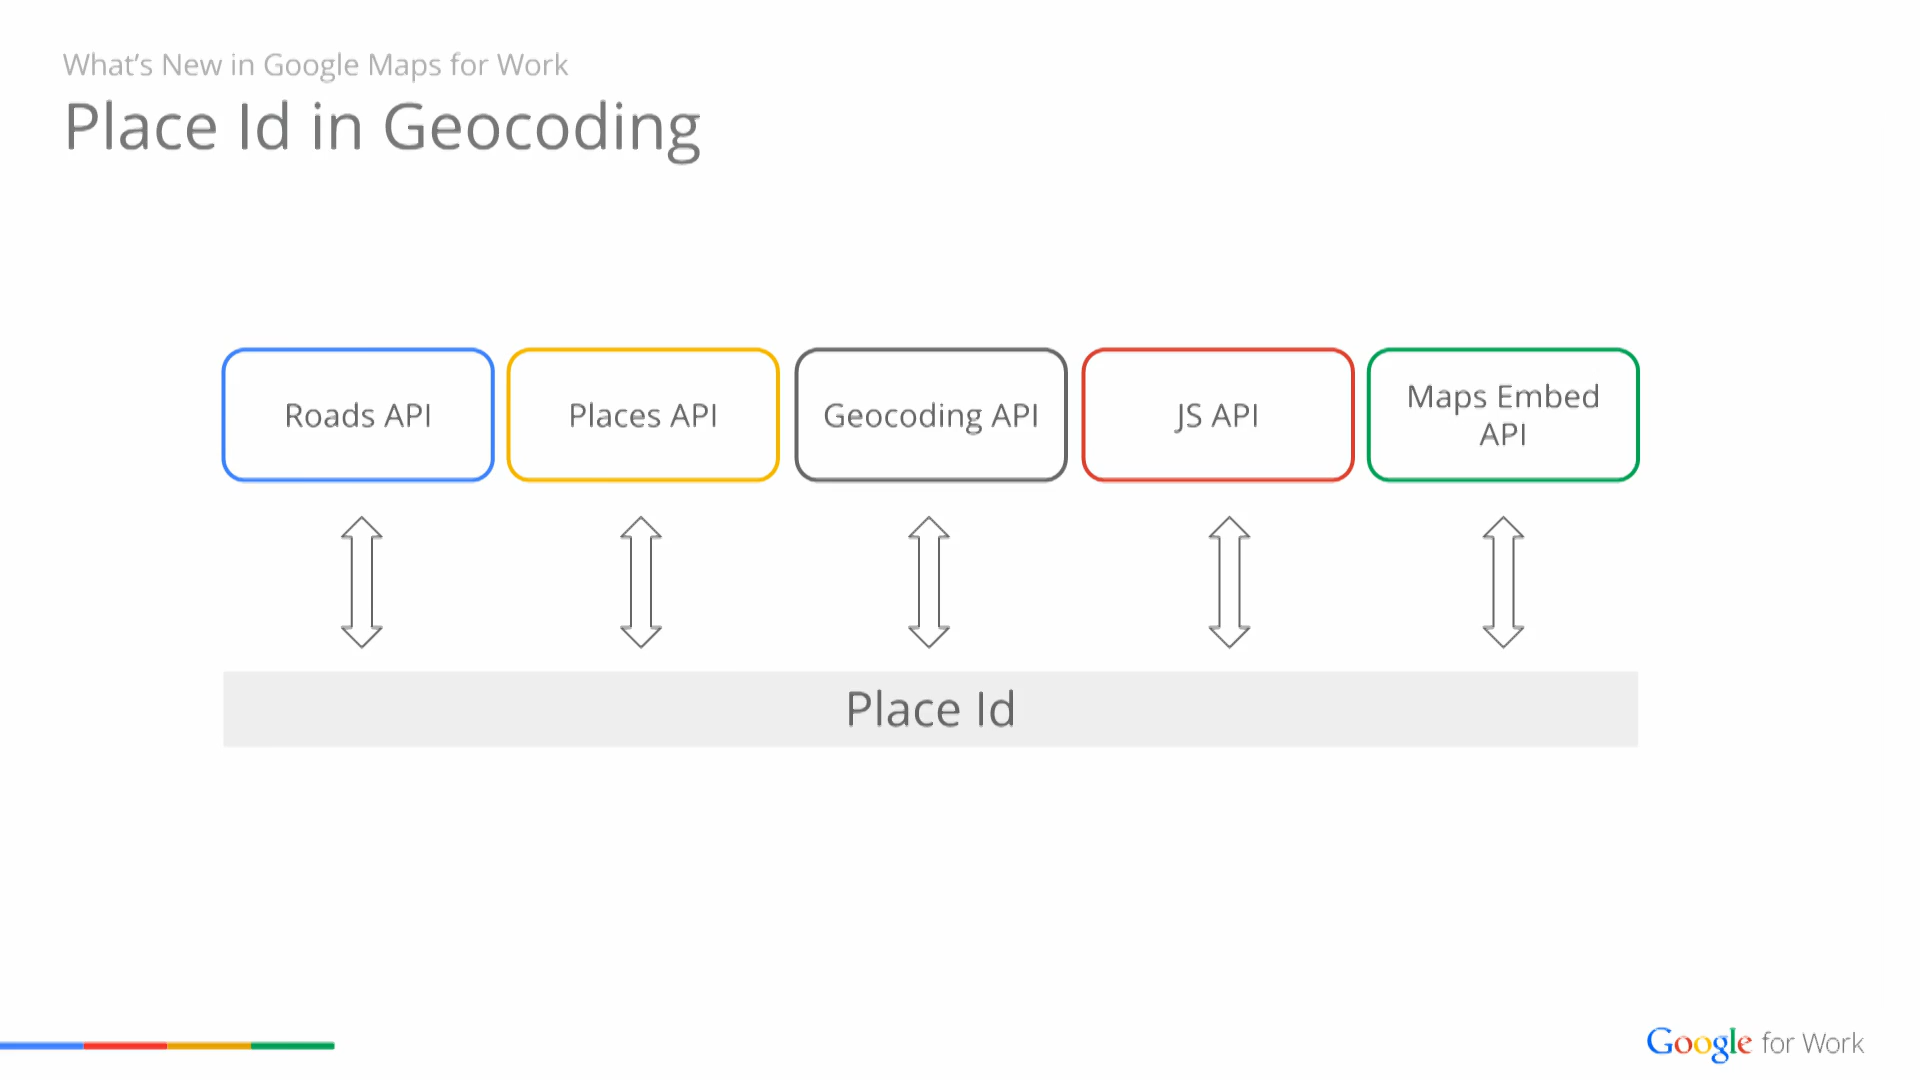 What's New in Google Maps for Work
Place Id in Geocoding
Roads API
Places API
Geocoding API
JS API
Maps Embed
API
Place Id
Google for Work